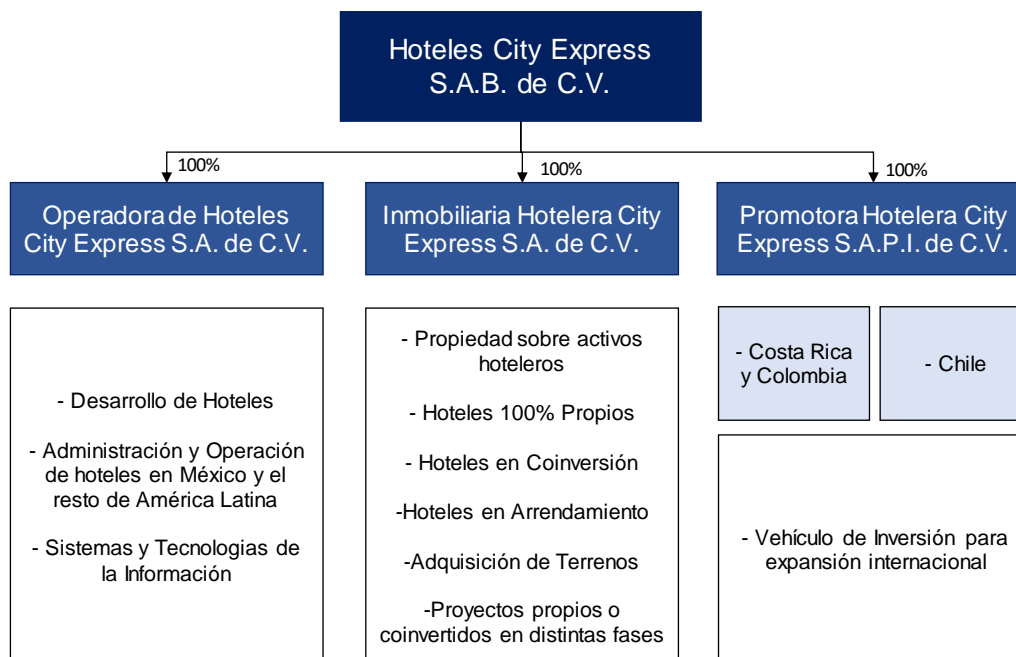 Hoteles City Express
S.A.B. de C.V.
100%
100%
100%
Operadora de Hoteles
City Express S.A. de C.V.
Inmobiliaria Hotelera City
Express S.A. de C.V.
Promotora Hotelera City
Express S.A.P.I. de C.V.
- Desarrollo de Hoteles
- Administración y Operación
de hoteles en México y el
resto de América Latina
- Sistemas y Tecnologias de
la Información
- Propiedad sobre activos
hoteleros
- Hoteles 100% Propios
- Hoteles en Coinversión
-Hoteles en Arrendamiento
-Adquisición de Terrenos
-Proyectos propios o
coinvertidos en distintas fases
- Costa Rica
y Colombia
- Chile
- Vehículo de Inversión para
expansión internacional